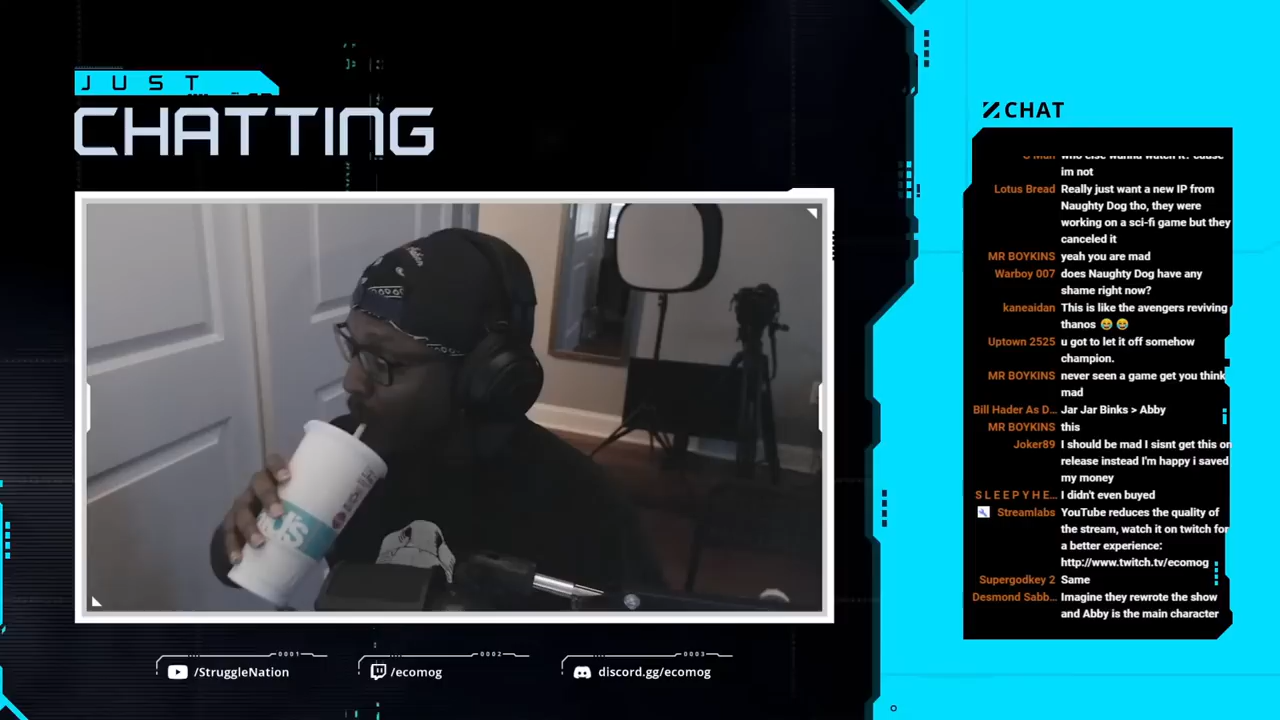 JUST
CHATTING
CHAT
im not
Lotus Bread Really just want a new IP from
Naughty Dog tho, they were
working on a sci-fi game but they
canceled it
MR BOYKINS yeah you are mad
Warboy 007 does Naughty Dog have any
shame right now?
kaneaidan This is like the avengers reviving
thanos 😂 😂
Uptown 2525 u got to let it off somehow
champion.
MR BOYKINS never seen a game get you think
mad
Bill Hader As D... Jar Jar Binks > Abby
MR BOYKINS this
Joker89 I should be mad I sisnt get this on
release instead I'm happy i saved
my money
S L E E P Y H E... I didn't even buyed
Streamlabs YouTube reduces the quality of
the stream, watch it on twitch for
a better experience:
http://www.twitch.tv/ecomog
Supergodkey 2 Same
Desmond Sabb... Imagine they rewrote the show
and Abby is the main character
0001 0002 0003
/StruggleNation /ecomog discord.gg/ecomog